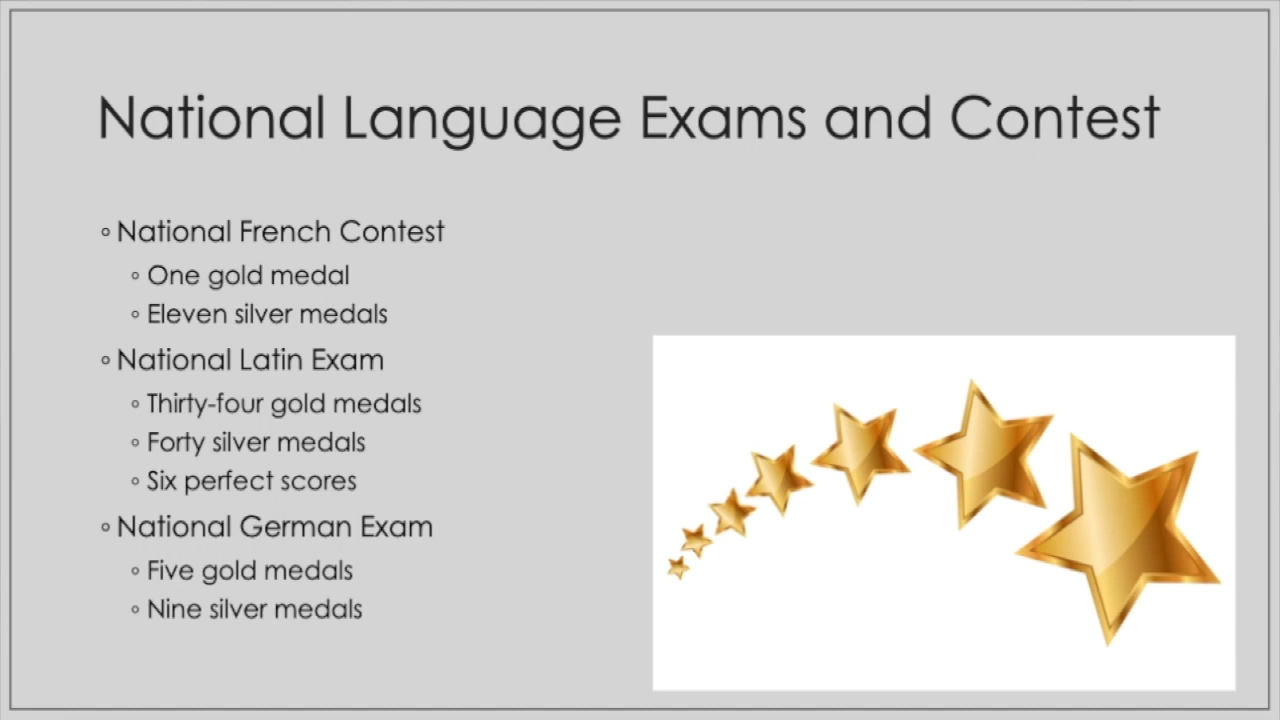 National Language Exams and Contest
◦ National French Contest
◦ One gold medal
◦ Eleven silver medals
◦ National Latin Exam
◦ Thirty-four gold medals
◦ Forty silver medals
◦ Six perfect scores
◦ National German Exam
◦ Five gold medals
◦ Nine silver medals